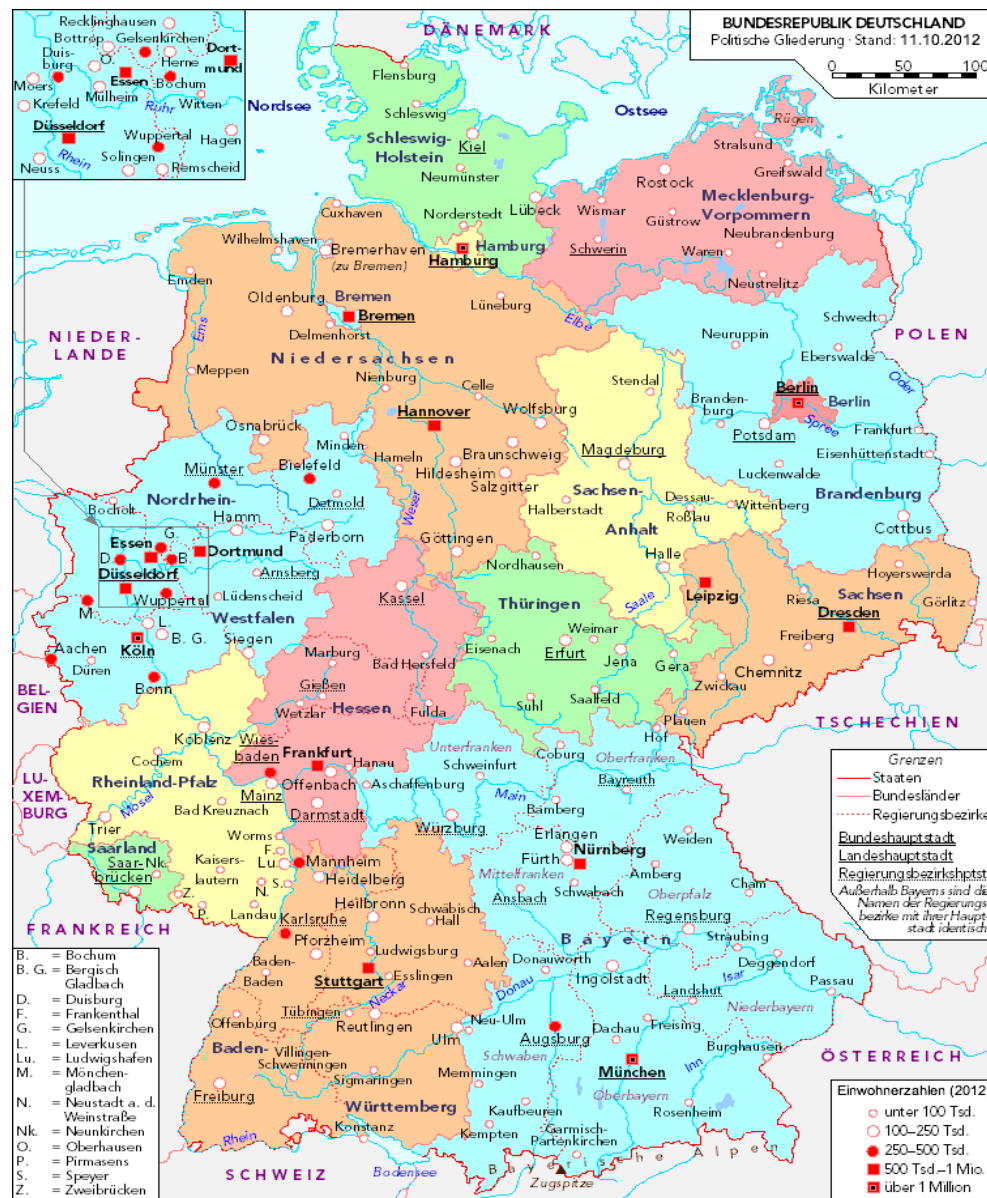 BUNDESREPUBLIK DEUTSCHLAND
Politische Gliederung · Stand: 11.10.2012
0 50 100
Kilometer
Recklinghausen
Bottrop
Gelsenkirchen
Duis-
burg
O.
Herne
Dort-
mund
Essen
Bochum
Moers
Mülheim
Witten
Krefeld
Ruhr
Düsseldorf
Wuppertal
Hagen
Rhein
Solingen
Neuss
Remscheid
DÄNEMARK
Nordsee
Ostsee
Flensburg
Schleswig
Schleswig-
Holstein
Kiel
Neumünster
Lübeck
Norderstedt
Hamburg
Hamburg
Rügen
Stralsund
Greifswald
Rostock
Mecklenburg-
Vorpommern
Wismar
Güstrow
Schwerin
Waren
Neubrandenburg
Neustrelitz
Cuxhaven
Wilhelmshaven
Bremerhaven
(zu Bremen)
Emden
Oldenburg
Bremen
Bremen
Delmenhorst
Lüneburg
Elbe
Ems
NIEDER-
LANDE
Niedersachsen
Meppen
Nienburg
Celle
Hannover
Wolfsburg
Osnabrück
Minden
Hameln
Braunschweig
Hildesheim
Salzgitter
Weser
Göttingen
POLEN
Neuruppin
Schwedt
Eberswalde
Oder
Berlin
Berlin
Branden-
burg
Potsdam
Spree
Frankfurt
Eisenhüttenstadt
Luckenwalde
Brandenburg
Cottbus
Stendal
Magdeburg
Sachsen-
Anhalt
Halberstadt
Dessau-
Roßlau
Wittenberg
Halle
Saale
Münster
Bielefeld
Nordrhein-
Detmold
Bocholt
Hamm
Paderborn
Essen
G.
D.
B.
Dortmund
Düsseldorf
Arnsberg
Wuppertal
Lüdenscheid
M.
L.
Westfalen
Köln
B. G.
Siegen
Aachen
Düren
Bonn
Kassel
Marburg
Bad Hersfeld
Gießen
Hessen
Wetzlar
Fulda
Wies-
baden
Frankfurt
Hanau
Offenbach
Darmstadt
Nordhausen
Thüringen
Weimar
Eisenach
Erfurt
Jena
Gera
Suhl
Saalfeld
Leipzig
Hoyerswerda
Riesa
Sachsen
Dresden
Görlitz
Freiberg
Chemnitz
Zwickau
Plauen
BEL-
GIEN
LU-
XEM-
BURG
Koblenz
Cochem
Rheinland-Pfalz
Mosel
Mainz
Bad Kreuznach
Trier
Worms
F.
Lu.
Kaisers-
lautern
S.
N.
Landau
Z.
P.
Saarland
Saar-
brücken
Nk.
FRANKREICH
TSCHECHIEN
Hof
Unterfranken
Coburg
Oberfranken
Schweinfurt
Bayreuth
Aschaffenburg
Main
Bamberg
Würzburg
Erlangen
Fürth
Nürnberg
Weiden
Mittelfranken
Amberg
Ansbach
Schwabach
Oberpfalz
Cham
Regensburg
Bayern
Straubing
Donauwörth
Ingolstadt
Deggendorf
Isar
Passau
Donau
Landshut
Niederbayern
Neu-Ulm
Augsburg
Dachau
Freising
Schwaben
Burghausen
München
Inn
Memmingen
Oberbayern
Kaufbeuren
Rosenheim
Kempten
Garmisch-
Partenkirchen
Bayerische Alpen
Zugspitze
Mannheim
Heidelberg
Heilbronn
Schwäbisch
Hall
Karlsruhe
Pforzheim
Ludwigsburg
Baden-
Baden
Aalen
Stuttgart
Esslingen
Neckar
Tübingen
Offenburg
Reutlingen
Ulm
Baden-
Villingen-
Schwenningen
Sigmaringen
Freiburg
Württemberg
Rhein
Konstanz
Bodensee
SCHWEIZ
ÖSTERREICH
Grenzen
Staaten
Bundesländer
Regierungsbezirke
Bundeshauptstadt
Landeshauptstadt
Regierungsbezirkshptst
Außerhalb Bayerns sind die
Namen der Regierungs-
bezirke mit ihrer Haupt-
stadt identisch
B. = Bochum
B. G. = Bergisch
Gladbach
D. = Duisburg
F. = Frankenthal
G. = Gelsenkirchen
L. = Leverkusen
Lu. = Ludwigshafen
M. = Mönchen-
gladbach
N. = Neustadt a. d.
Weinstraße
Nk. = Neunkirchen
O. = Oberhausen
P. = Pirmasens
S. = Speyer
Z. = Zweibrücken
Einwohnerzahlen (2012)
unter 100 Tsd.
100–250 Tsd.
250–500 Tsd.
500 Tsd.–1 Mio.
über 1 Million